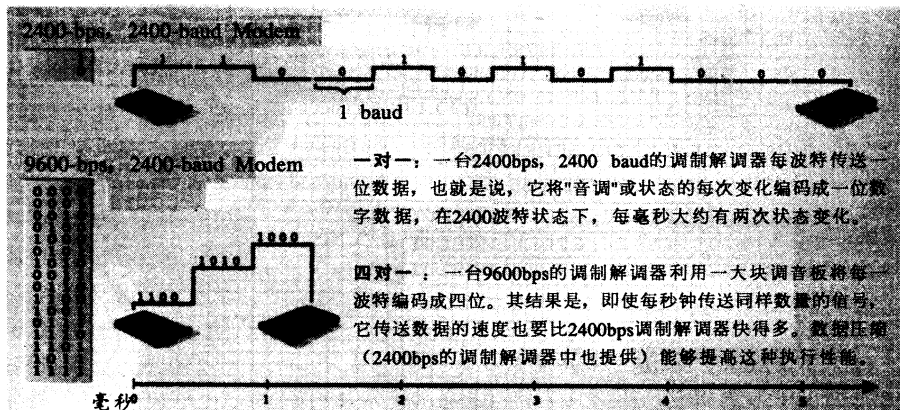 2400-bps, 2400-baud Modem
1 1 0 0 1 0 1 0 1 0 0 0
1 baud
9600-bps, 2400-baud Modem
一对一：一台2400bps，2400 baud的调制解调器每波特传送一
位数据，也就是说，它将"音调"或状态的每次变化编码成一位数
字数据，在2400波特状态下，每毫秒大约有两次状态变化。
1100
1010
1000
四对一：一台9600bps的调制解调器利用一大块调音板将每一
波特编码成四位。其结果是，即使每秒钟传送同样数量的信号，
它传送数据的速度也要比2400bps调制解调器快得多。数据压缩
（2400bps的调制解调器中也提供）能够提高这种执行性能。
毫秒 0 1 2 3 4 5